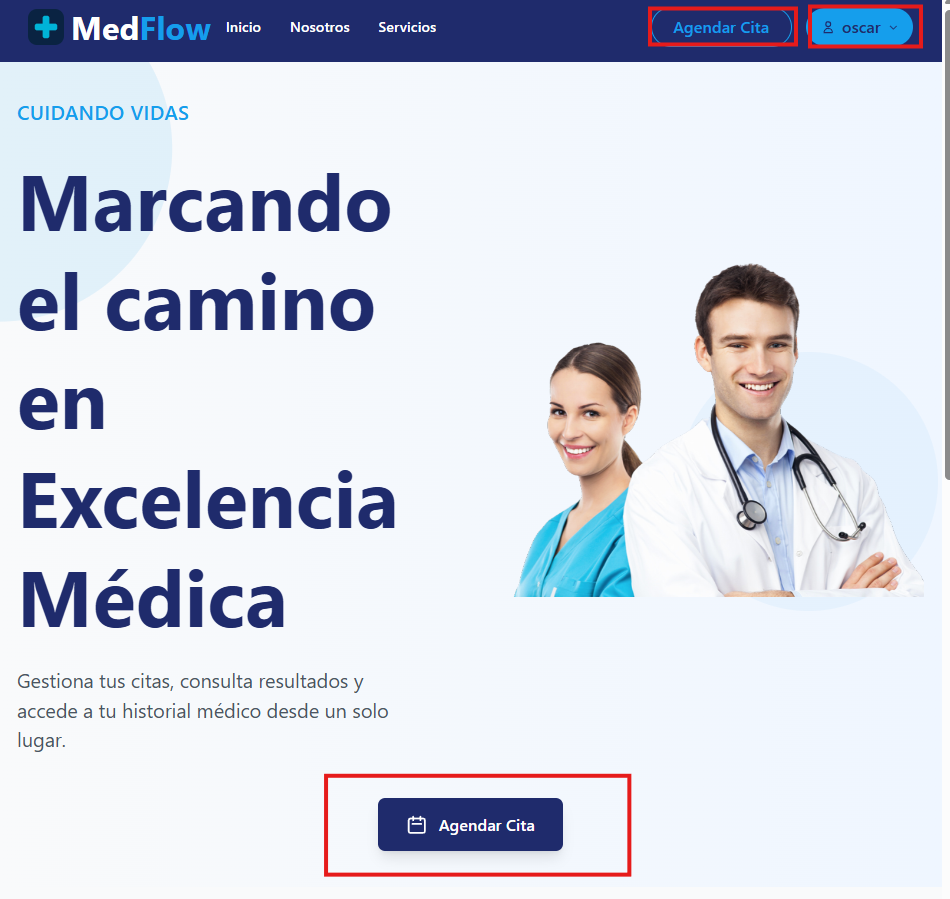 MedFlow Inicio Nosotros Servicios Agendar Cita oscar
CUIDANDO VIDAS
Marcando
el camino
en
Excelencia
Médica
Gestiona tus citas, consulta resultados y
accede a tu historial médico desde un solo
lugar.
Agendar Cita